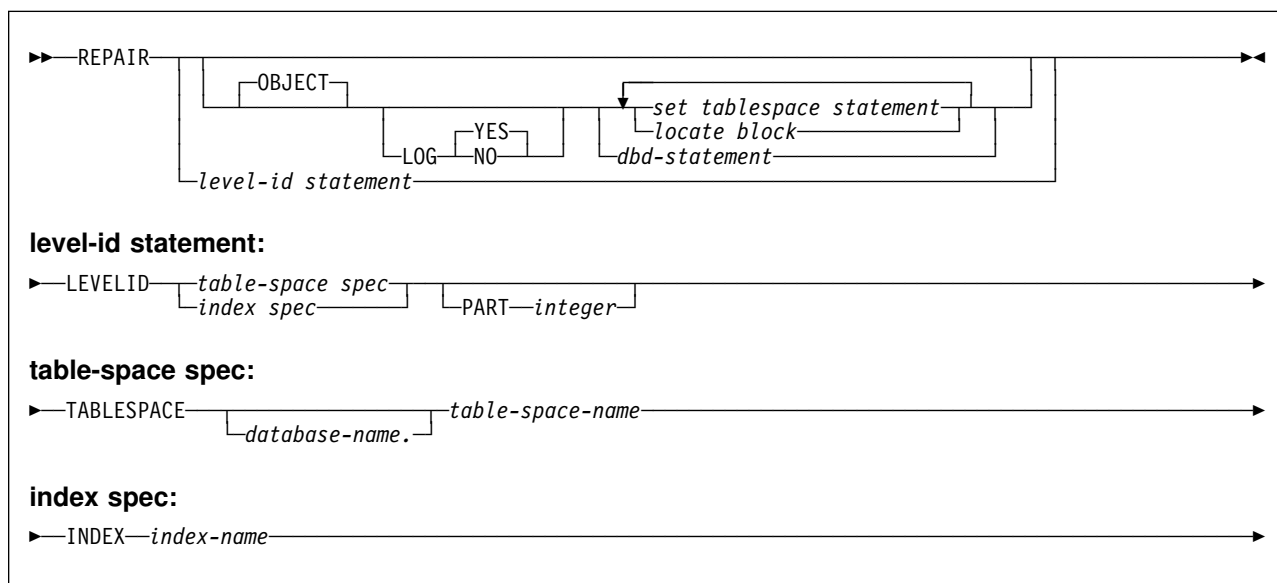 REPAIR
OBJECT
set tablespace statement
locate block
YES
LOG NO dbd-statement
level-id statement
level-id statement:
LEVELID table-space spec
index spec
PART integer
table-space spec:
TABLESPACE table-space-name
database-name.
index spec:
INDEX index-name